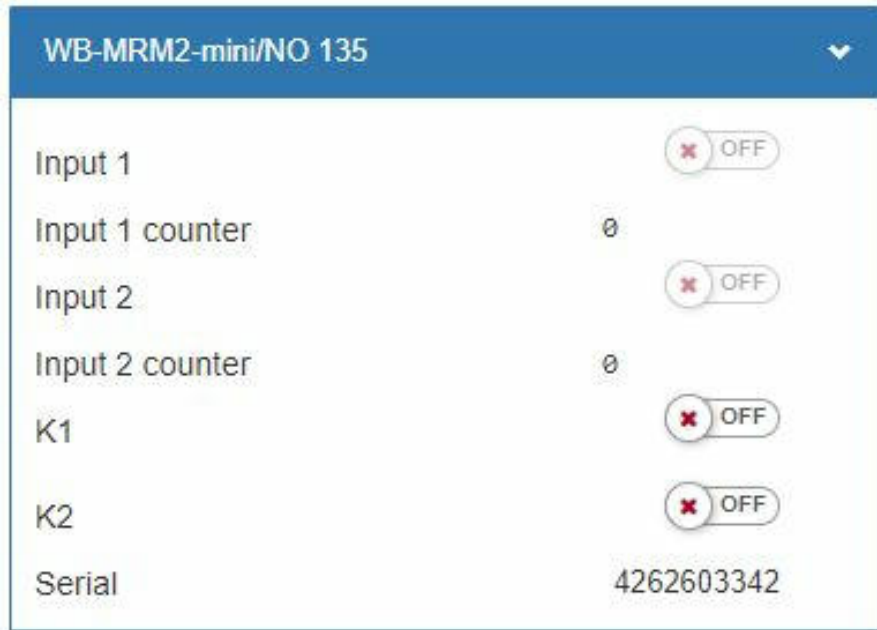 WB-MRM2-mini/NO 135
Input 1 OFF
Input 1 counter 0
Input 2 OFF
Input 2 counter 0
K1 OFF
K2 OFF
Serial 4262603342